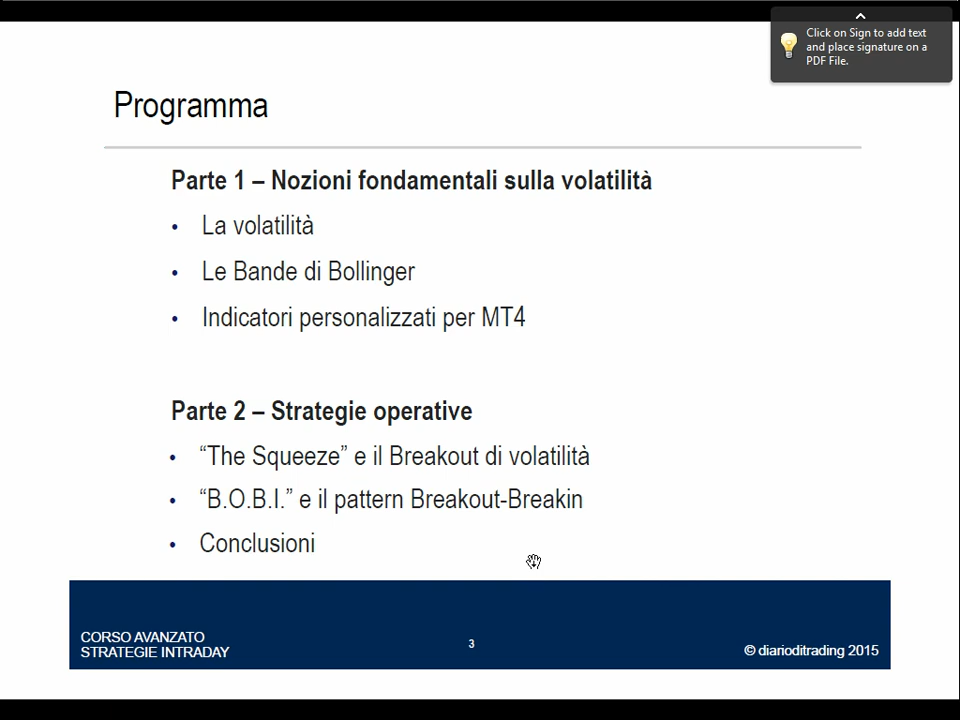 Click on Sign to add text
and place signature on a
PDF File.
Programma
Parte 1 – Nozioni fondamentali sulla volatilità
• La volatilità
• Le Bande di Bollinger
• Indicatori personalizzati per MT4
Parte 2 – Strategie operative
• “The Squeeze” e il Breakout di volatilità
• “B.O.B.I.” e il pattern Breakout-Breakin
• Conclusioni
CORSO AVANZATO
STRATEGIE INTRADAY
3
© diarioditrading 2015